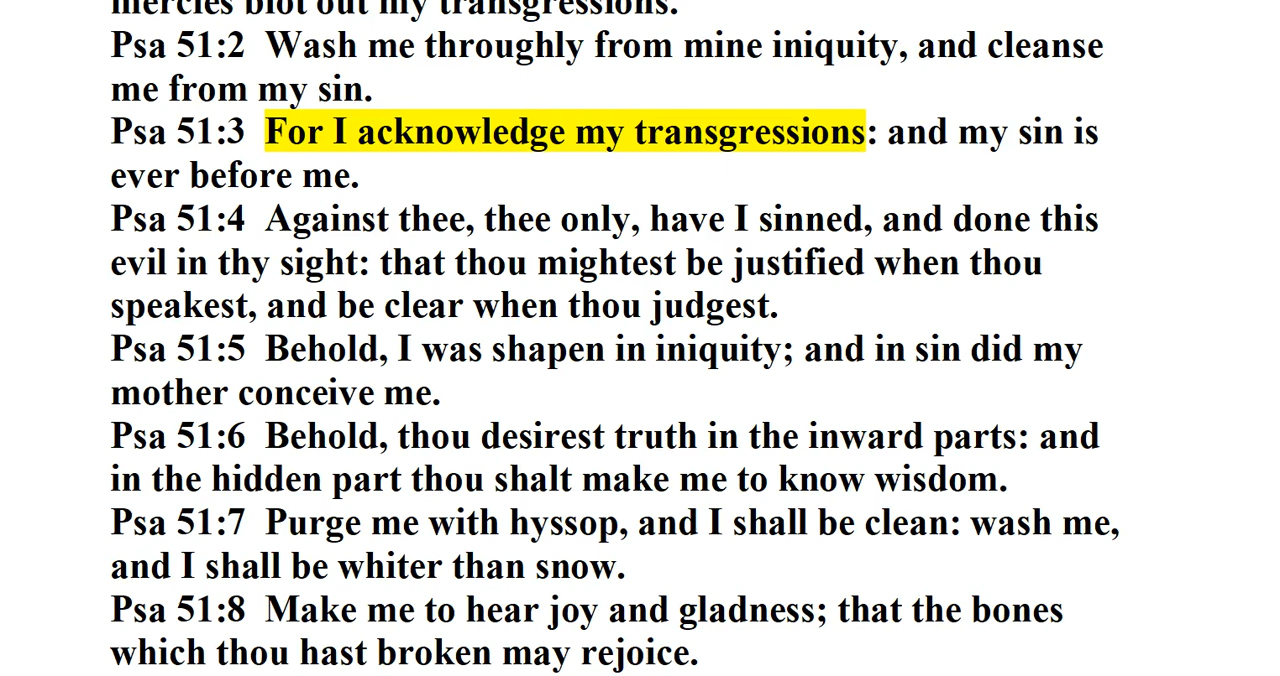 mercies blot out my transgressions.
Psa 51:2 Wash me throughly from mine iniquity, and cleanse
me from my sin.
Psa 51:3 For I acknowledge my transgressions: and my sin is
ever before me.
Psa 51:4 Against thee, thee only, have I sinned, and done this
evil in thy sight: that thou mightest be justified when thou
speakest, and be clear when thou judgest.
Psa 51:5 Behold, I was shapen in iniquity; and in sin did my
mother conceive me.
Psa 51:6 Behold, thou desirest truth in the inward parts: and
in the hidden part thou shalt make me to know wisdom.
Psa 51:7 Purge me with hyssop, and I shall be clean: wash me,
and I shall be whiter than snow.
Psa 51:8 Make me to hear joy and gladness; that the bones
which thou hast broken may rejoice.